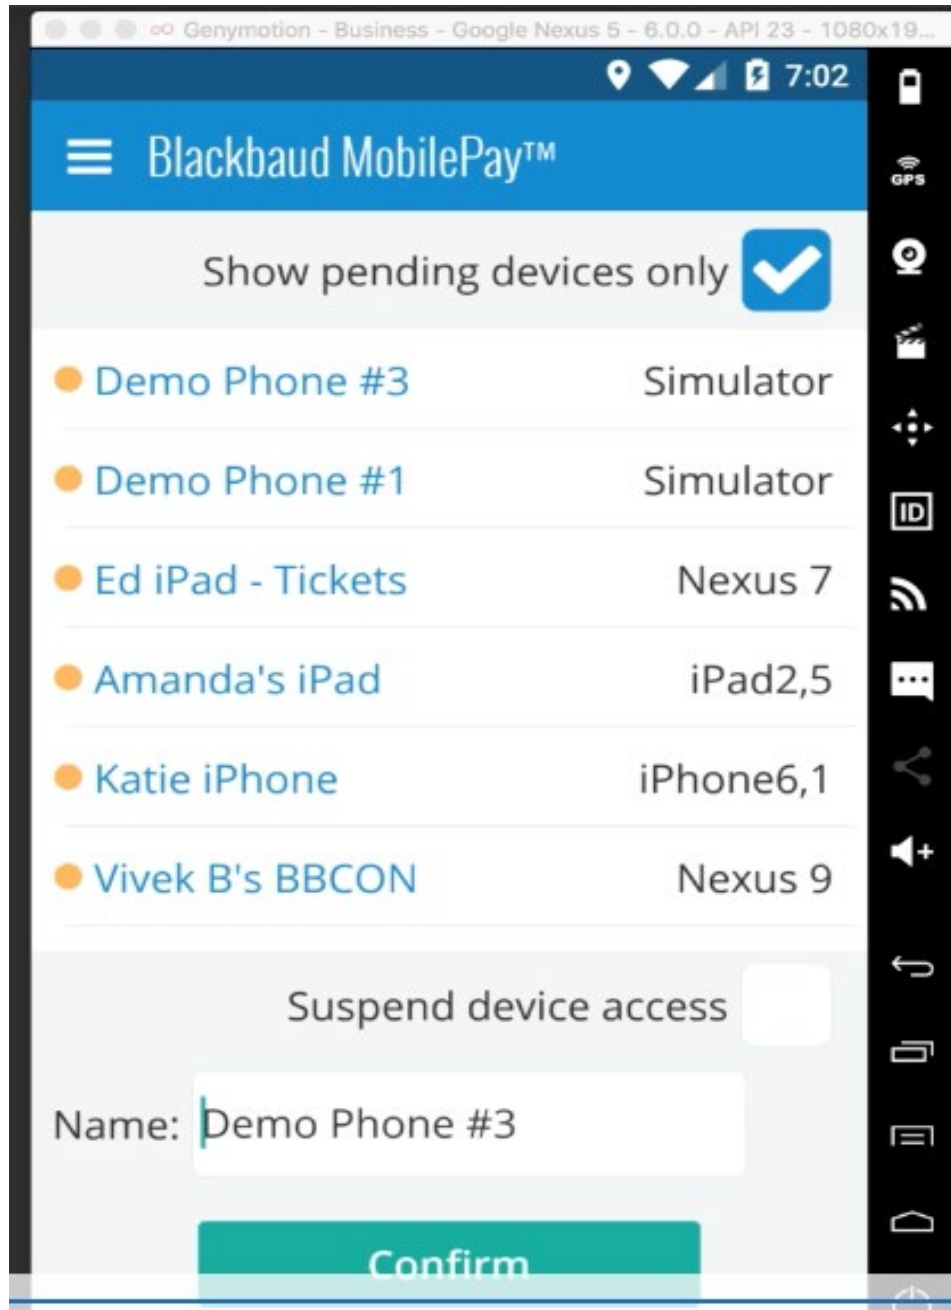 Genymotion - Business - Google Nexus 5 - 6.0.0 - API 23 - 1080x19...
7:02
Blackbaud MobilePay™
GPS
Show pending devices only
Demo Phone #3 Simulator
Demo Phone #1 Simulator
ID
Ed iPad - Tickets Nexus 7
Amanda's iPad iPad2,5
Katie iPhone iPhone6,1
Vivek B's BBCON Nexus 9
Suspend device access
Name: Demo Phone #3
Confirm